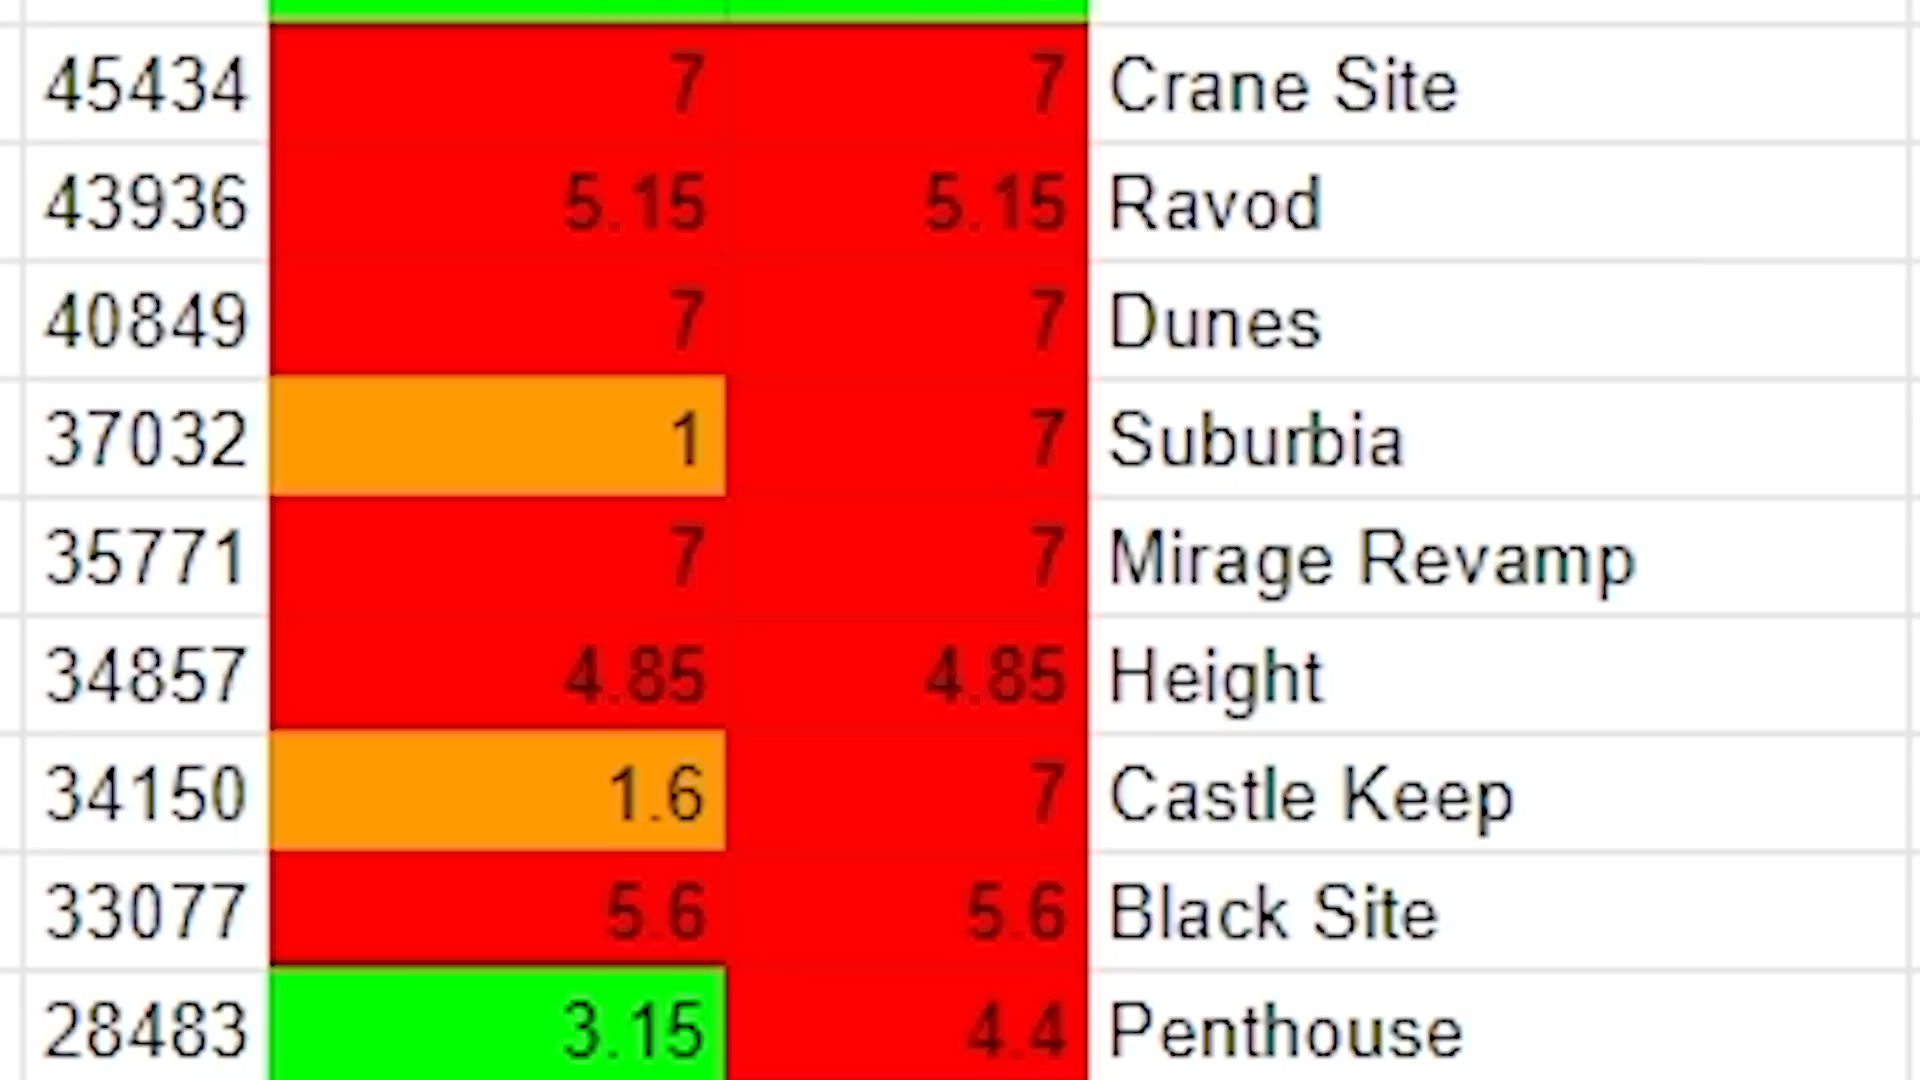 45434 7 7 Crane Site
43936 5.15 5.15 Ravod
40849 7 7 Dunes
37032 1 7 Suburbia
35771 7 7 Mirage Revamp
34857 4.85 4.85 Height
34150 1.6 7 Castle Keep
33077 5.6 5.6 Black Site
28483 3.15 4.4 Penthouse